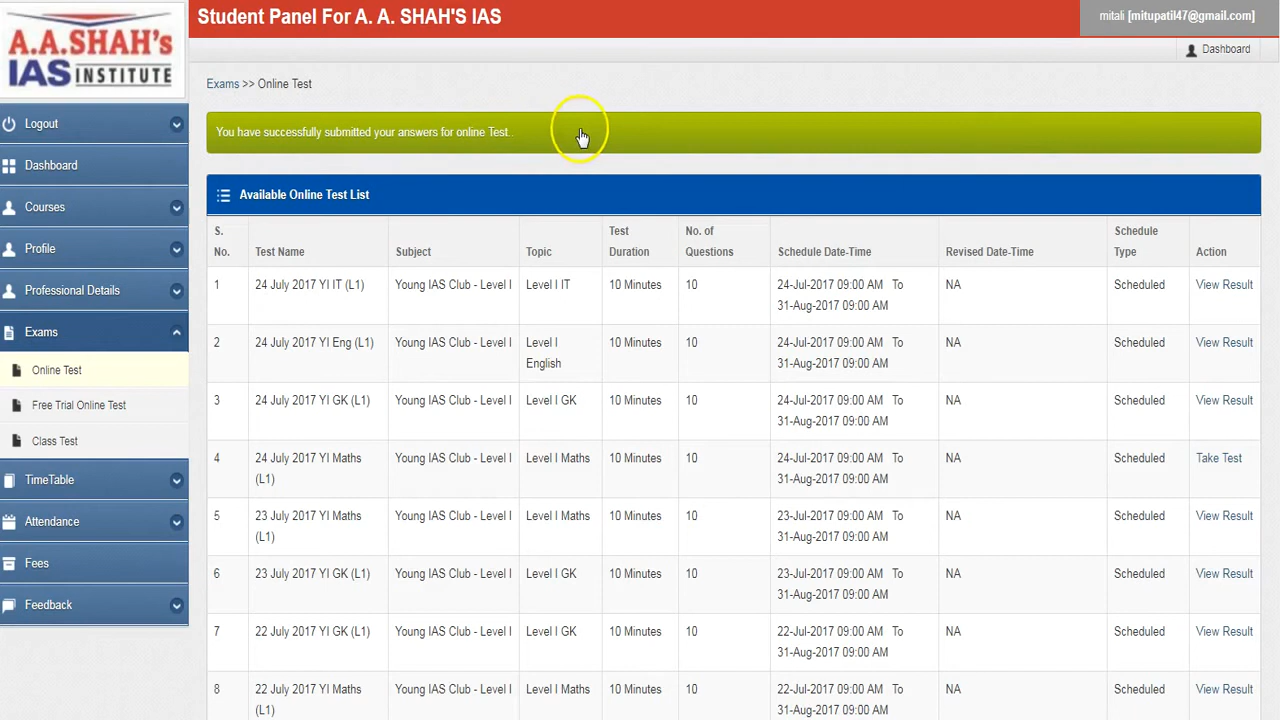 A.A.SHAH's
IAS INSTITUTE
Student Panel For A. A. SHAH'S IAS
mitali [mitupatil47@gmail.com]
Dashboard
Logout
Dashboard
Courses
Profile
Professional Details
Exams
Online Test
Free Trial Online Test
Class Test
TimeTable
Attendance
Fees
Feedback
Exams >> Online Test
You have successfully submitted your answers for online Test..
Available Online Test List
S. Test No. of Schedule
No. Test Name Subject Topic Duration Questions Schedule Date-Time Revised Date-Time Type Action
1 24 July 2017 YI IT (L1) Young IAS Club - Level I Level I IT 10 Minutes 10 24-Jul-2017 09:00 AM To NA Scheduled View Result
31-Aug-2017 09:00 AM
2 24 July 2017 YI Eng (L1) Young IAS Club - Level I Level I 10 Minutes 10 24-Jul-2017 09:00 AM To NA Scheduled View Result
English 31-Aug-2017 09:00 AM
3 24 July 2017 YI GK (L1) Young IAS Club - Level I Level I GK 10 Minutes 10 24-Jul-2017 09:00 AM To NA Scheduled View Result
31-Aug-2017 09:00 AM
4 24 July 2017 YI Maths Young IAS Club - Level I Level I Maths 10 Minutes 10 24-Jul-2017 09:00 AM To NA Scheduled Take Test
(L1) 31-Aug-2017 09:00 AM
5 23 July 2017 YI Maths Young IAS Club - Level I Level I Maths 10 Minutes 10 23-Jul-2017 09:00 AM To NA Scheduled View Result
(L1) 31-Aug-2017 09:00 AM
6 23 July 2017 YI GK (L1) Young IAS Club - Level I Level I GK 10 Minutes 10 23-Jul-2017 09:00 AM To NA Scheduled View Result
31-Aug-2017 09:00 AM
7 22 July 2017 YI GK (L1) Young IAS Club - Level I Level I GK 10 Minutes 10 22-Jul-2017 09:00 AM To NA Scheduled View Result
31-Aug-2017 09:00 AM
8 22 July 2017 YI Maths Young IAS Club - Level I Level I Maths 10 Minutes 10 22-Jul-2017 09:00 AM To NA Scheduled View Result
(L1) 31-Aug-2017 09:00 AM